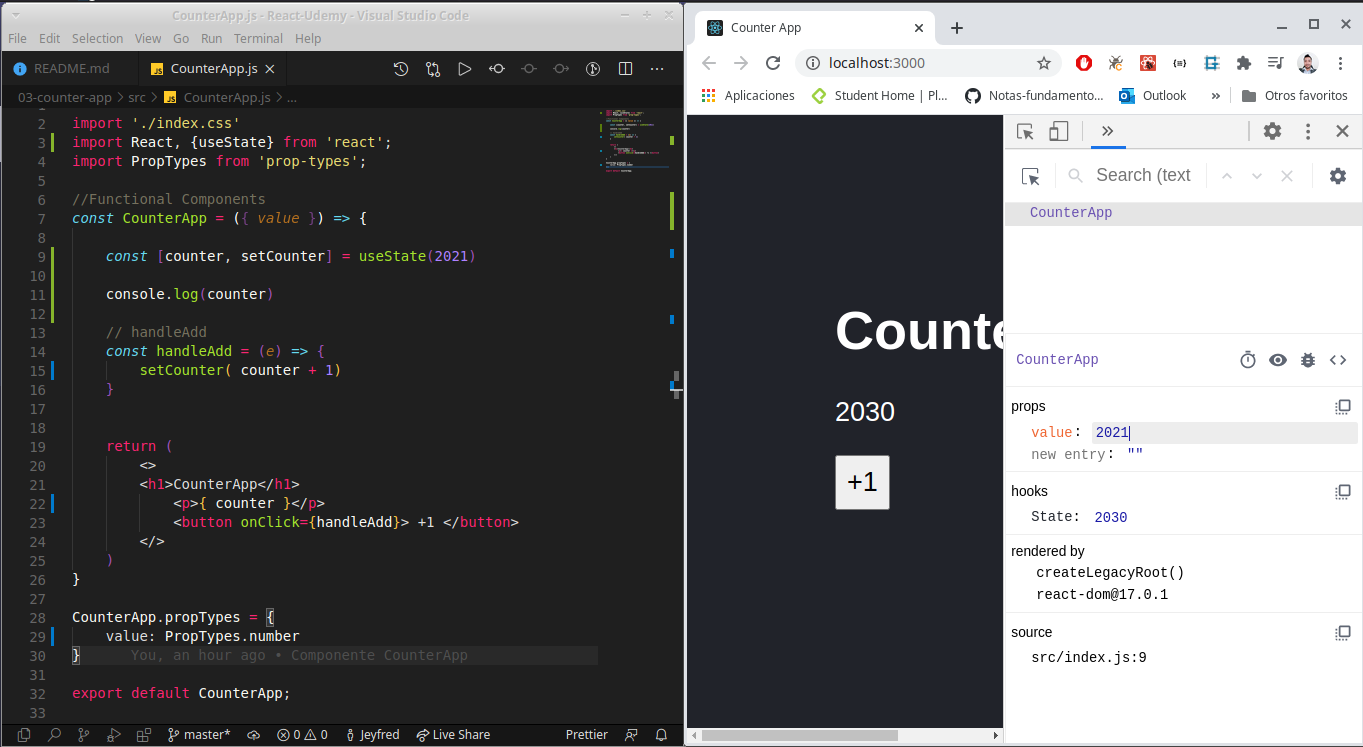 CounterApp.js - React-Udemy - Visual Studio Code
File Edit Selection View Go Run Terminal Help
README.md
JS CounterApp.js
03-counter-app > src > JS CounterApp.js > ...
2 import './index.css'
3 import React, {useState} from 'react';
4 import PropTypes from 'prop-types';
5
6 //Functional Components
7 const CounterApp = ({ value }) => {
8
9 const [counter, setCounter] = useState(2021)
10
11 console.log(counter)
12
13 // handleAdd
14 const handleAdd = (e) => {
15 setCounter( counter + 1)
16 }
17
18
19 return (
20 <>
21 <h1>CounterApp</h1>
22 <p>{ counter }</p>
23 <button onClick={handleAdd}> +1 </button>
24 </>
25 )
26 }
27
28 CounterApp.propTypes = {
29 value: PropTypes.number
30 } You, an hour ago • Componente CounterApp
31
32 export default CounterApp;
33
master* 0 0 Jeyfred Live Share Prettier
Counter App
localhost:3000
Aplicaciones Student Home | Pl... Notas-fundamento... Outlook » Otros favoritos
Counte
2030
+1
Search (text
CounterApp
CounterApp
props
value: 2021
new entry: ""
hooks
State: 2030
rendered by
createLegacyRoot()
react-dom@17.0.1
source
src/index.js:9